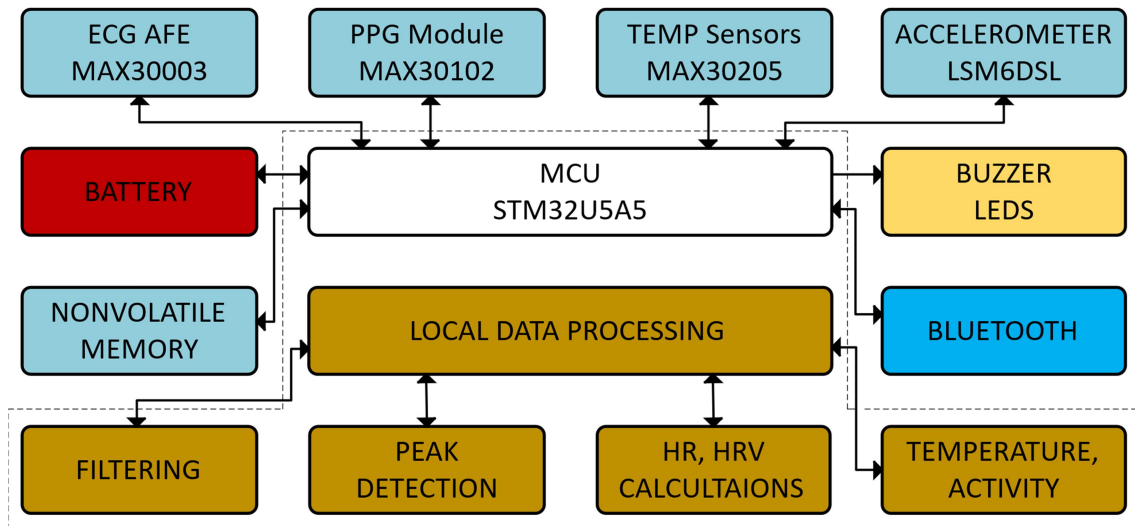 ECG AFE
MAX30003
PPG Module
MAX30102
TEMP Sensors
MAX30205
ACCELEROMETER
LSM6DSL
BATTERY
MCU
STM32U5A5
BUZZER
LEDS
NONVOLATILE
MEMORY
LOCAL DATA PROCESSING
BLUETOOTH
FILTERING
PEAK
DETECTION
HR, HRV
CALCULTAIONS
TEMPERATURE,
ACTIVITY